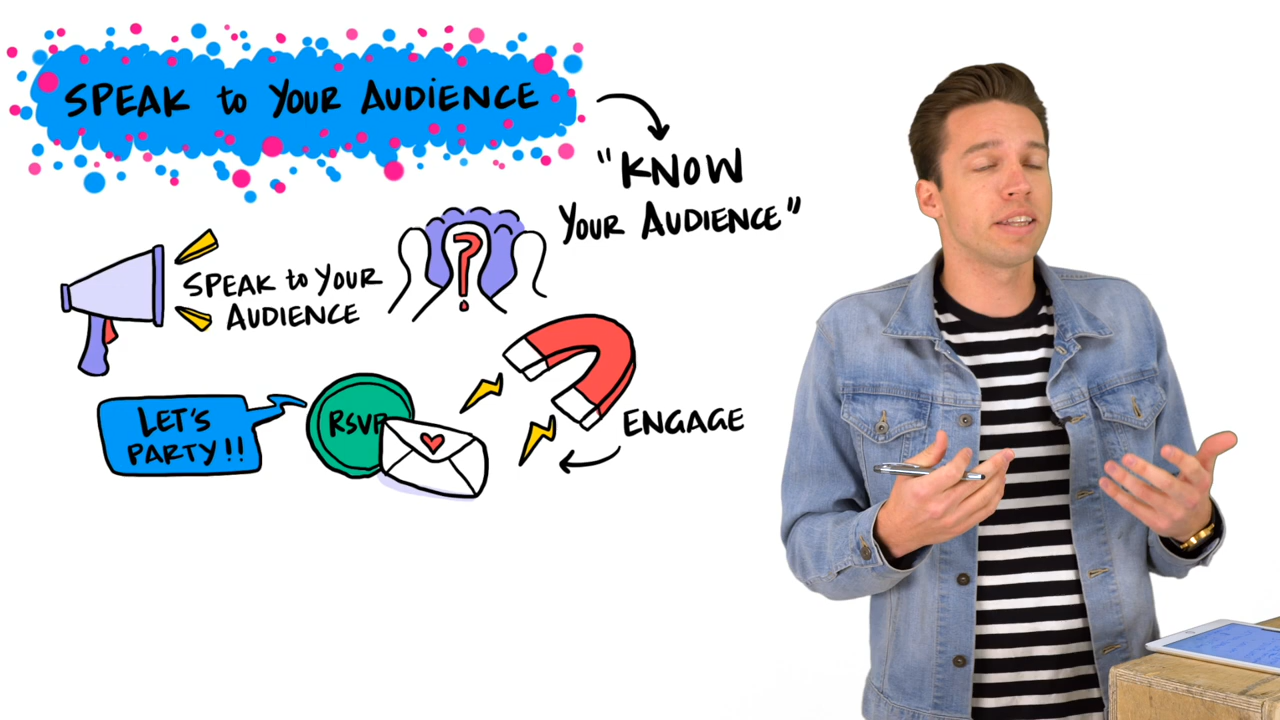 SPEAK to YOUR AUDIENCE
"KNOW
YOUR AUDIENCE"
SPEAK to YOUR
AUDIENCE
?
LET'S
PARTY!!
RSVP
ENGAGE